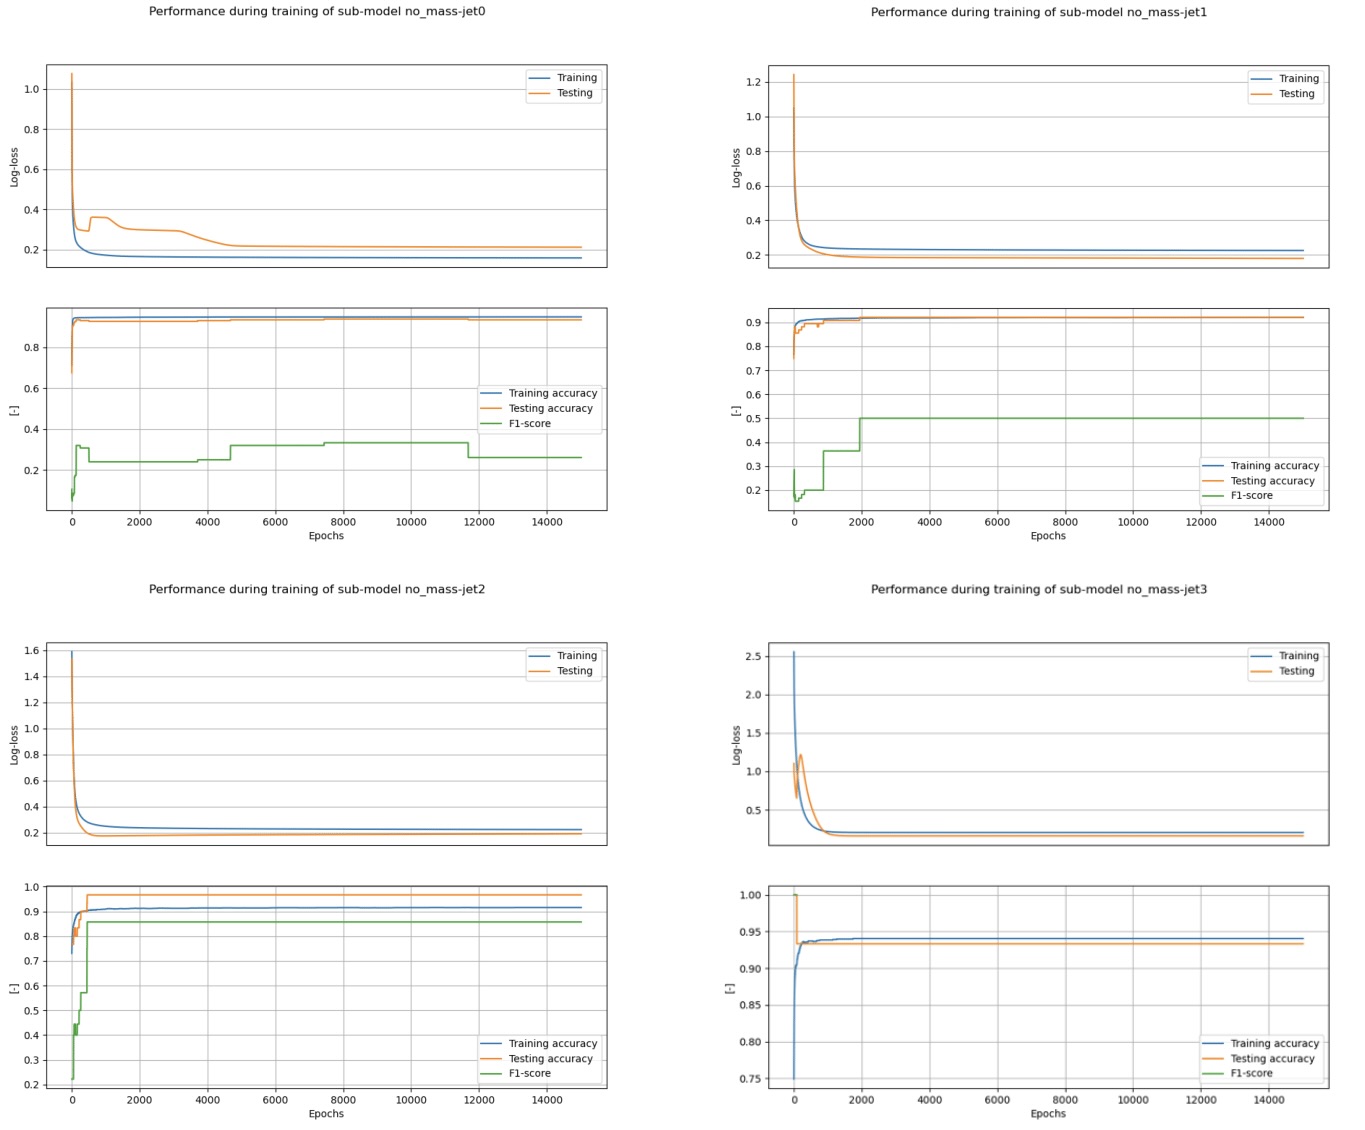 Performance during training of sub-model no_mass-jet0
1.0
0.8
0.6
0.4
0.2
Log-loss
Training
Testing
0.8
0.6
0.4
0.2
[-]
Training accuracy
Testing accuracy
F1-score
0 2000 4000 6000 8000 10000 12000 14000
Epochs
Performance during training of sub-model no_mass-jet1
1.2
1.0
0.8
0.6
0.4
0.2
Log-loss
Training
Testing
0.9
0.8
0.7
0.6
0.5
0.4
0.3
0.2
[-]
Training accuracy
Testing accuracy
F1-score
0 2000 4000 6000 8000 10000 12000 14000
Epochs
Performance during training of sub-model no_mass-jet2
1.6
1.4
1.2
1.0
0.8
0.6
0.4
0.2
Log-loss
Training
Testing
1.0
0.9
0.8
0.7
0.6
0.5
0.4
0.3
0.2
[-]
Training accuracy
Testing accuracy
F1-score
0 2000 4000 6000 8000 10000 12000 14000
Epochs
Performance during training of sub-model no_mass-jet3
2.5
2.0
1.5
1.0
0.5
Log-loss
Training
Testing
1.00
0.95
0.90
0.85
0.80
0.75
[-]
Training accuracy
Testing accuracy
F1-score
0 2000 4000 6000 8000 10000 12000 14000
Epochs